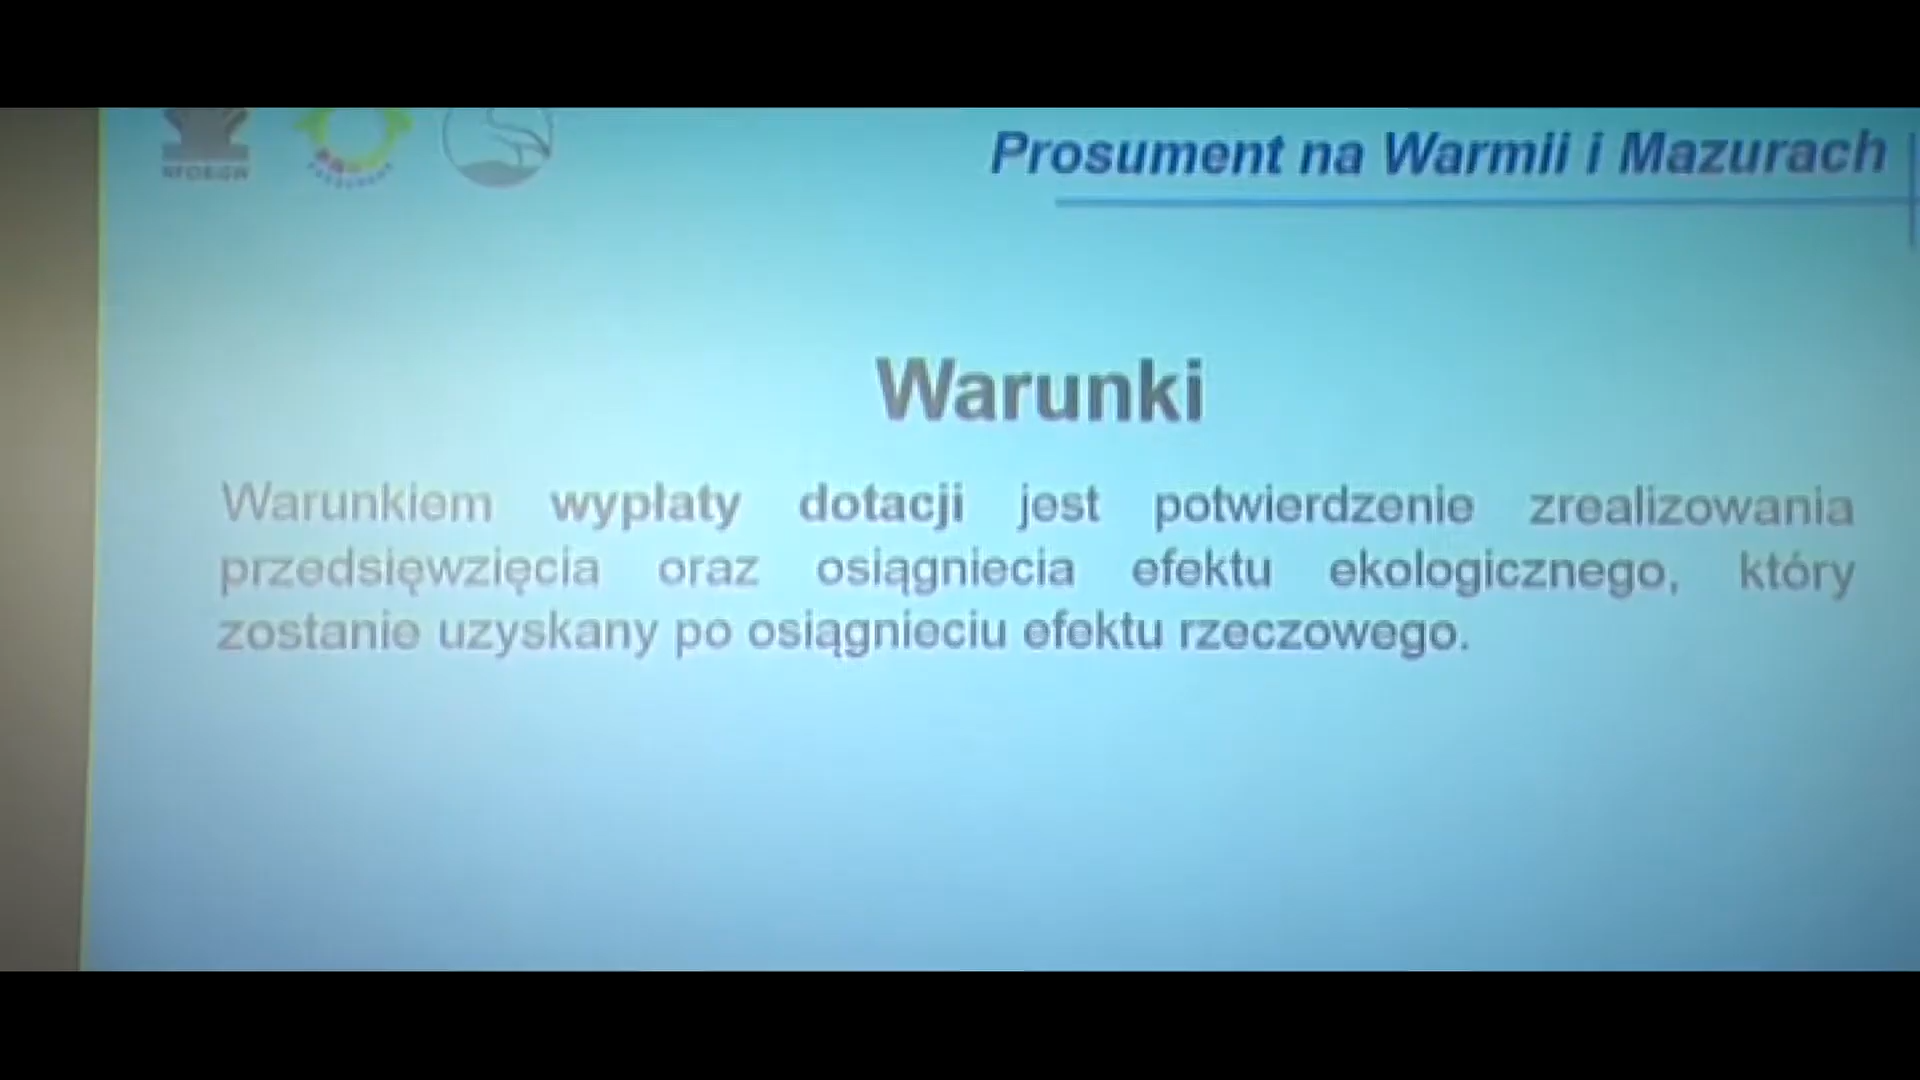 NFOŚiGW
Prosument na Warmii i Mazurach
Warunki
Warunkiem wypłaty dotacji jest potwierdzenie zrealizowania
przedsięwzięcia oraz osiągniecia efektu ekologicznego, który
zostanie uzyskany po osiągnieciu efektu rzeczowego.